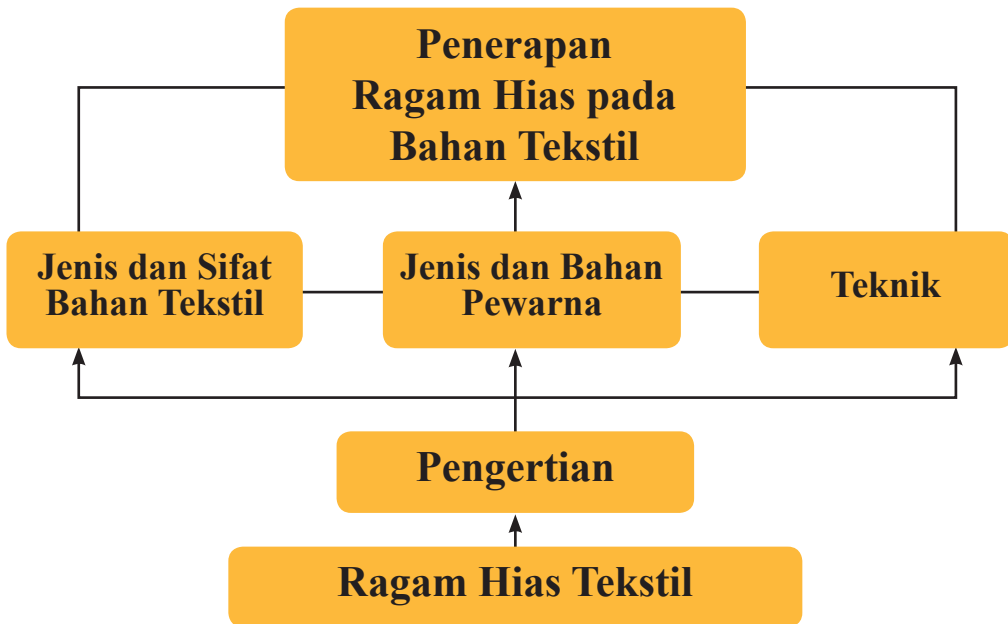 Penerapan
Ragam Hias pada
Bahan Tekstil
Jenis dan Sifat
Bahan Tekstil
Jenis dan Bahan
Pewarna
Teknik
Pengertian
Ragam Hias Tekstil